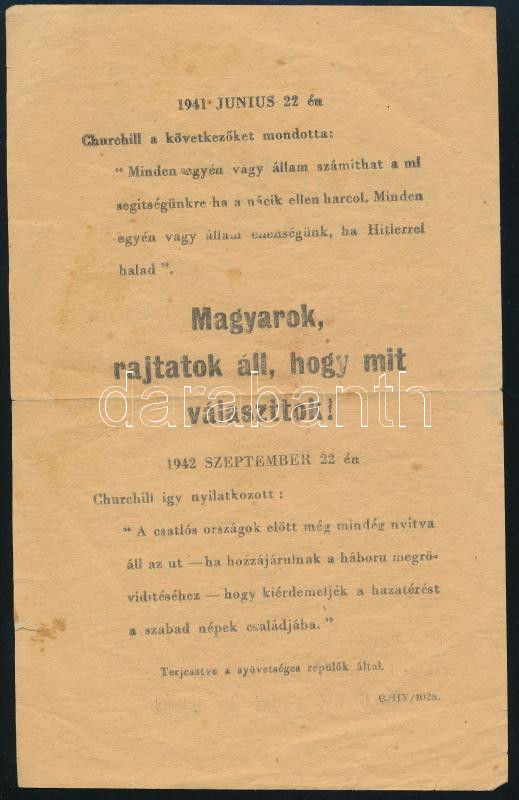 1941 JUNIUS 22 én
Churchill a következőket mondotta:
“ Minden egyén vagy állam számithat a mi
segitségünkre ha a nácik ellen harcol. Minden
egyén vagy állam ellenségünk, ha Hitlerrel
halad ”.
Magyarok,
rajtatok áll, hogy mit
válaszitok!
darabanth
1942 SZEPTEMBER 22 én
Churchill igy nyilatkozott :
“ A csatlós országok előtt még mindég nyitva
áll az ut — ha hozzájárulnak a háboru megrö-
viditéséhez — hogy kiérdemeljék a hazatérést
a szabad népek családjába. ”
Terjesztve a szövetséges repülők által.
G/HY/402a.